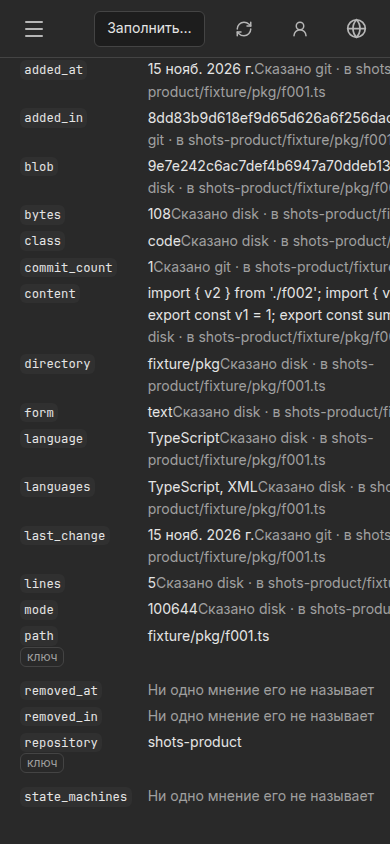 Заполнить...
added_at 15 нояб. 2026 г.Сказано git · в shots-
product/fixture/pkg/f001.ts
added_in 8dd83b9d618ef9d65d626a6f256dac
git · в shots-product/fixture/pkg/f001
blob 9e7e242c6ac7def4b6947a70ddeb13
disk · в shots-product/fixture/pkg/f0
bytes 108Сказано disk · в shots-product/fi
class codeСказано disk · в shots-product/
commit_count 1Сказано git · в shots-product/fixture
content import { v2 } from './f002'; import { v
export const v1 = 1; export const sum
disk · в shots-product/fixture/pkg/f0
directory fixture/pkgСказано disk · в shots-
product/fixture/pkg/f001.ts
form textСказано disk · в shots-product/f
language TypeScriptСказано disk · в shots-
product/fixture/pkg/f001.ts
languages TypeScript, XMLСказано disk · в sho
product/fixture/pkg/f001.ts
last_change 15 нояб. 2026 г.Сказано git · в shots-
product/fixture/pkg/f001.ts
lines 5Сказано disk · в shots-product/fixt
mode 100644Сказано disk · в shots-produ
path fixture/pkg/f001.ts
ключ
removed_at Ни одно мнение его не называет
removed_in Ни одно мнение его не называет
repository shots-product
ключ
state_machines Ни одно мнение его не называет